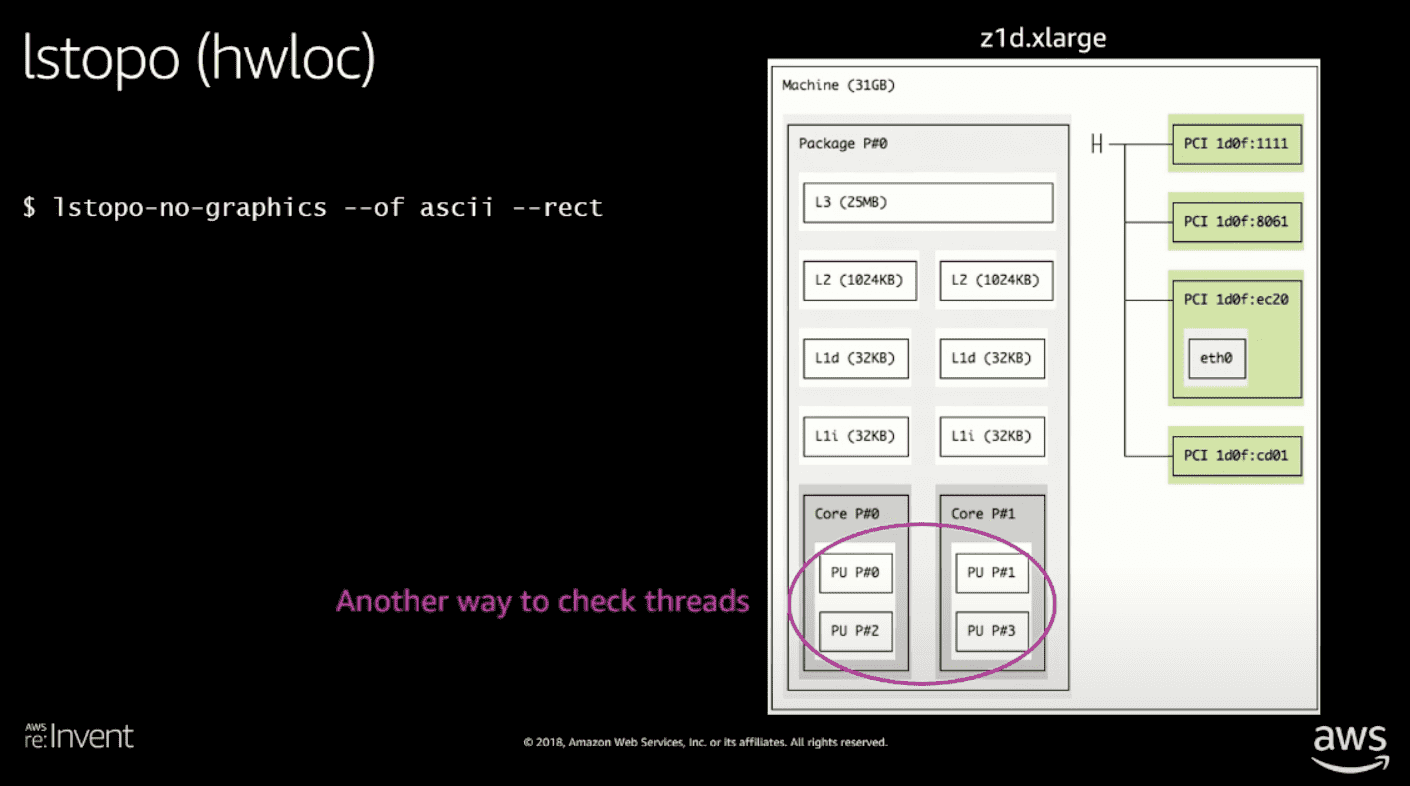 lstopo (hwloc)
$ lstopo-no-graphics --of ascii --rect
Another way to check threads
z1d.xlarge
Machine (31GB)
Package P#0
L3 (25MB)
L2 (1024KB) L2 (1024KB)
L1d (32KB) L1d (32KB)
L1i (32KB) L1i (32KB)
Core P#0 Core P#1
PU P#0 PU P#1
PU P#2 PU P#3
H
PCI 1d0f:1111
PCI 1d0f:8061
PCI 1d0f:ec20
eth0
PCI 1d0f:cd01
AWS
re:Invent
© 2018, Amazon Web Services, Inc. or its affiliates. All rights reserved.
aws